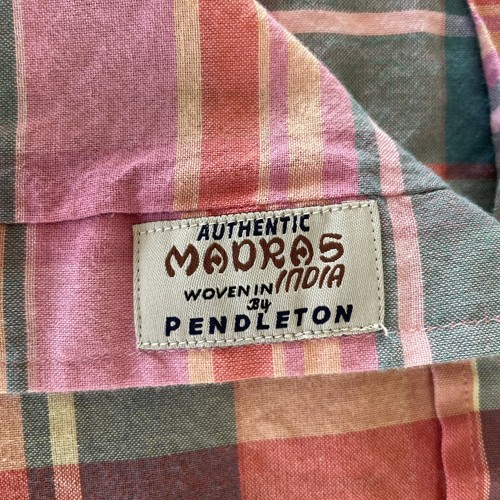 AUTHENTIC
MADRAS
WOVEN IN INDIA
By
PENDLETON